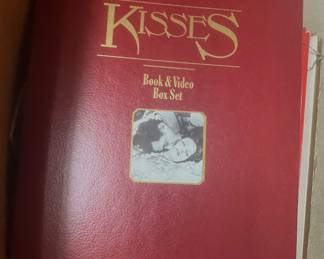 KISSES
Book & Video
Box Set